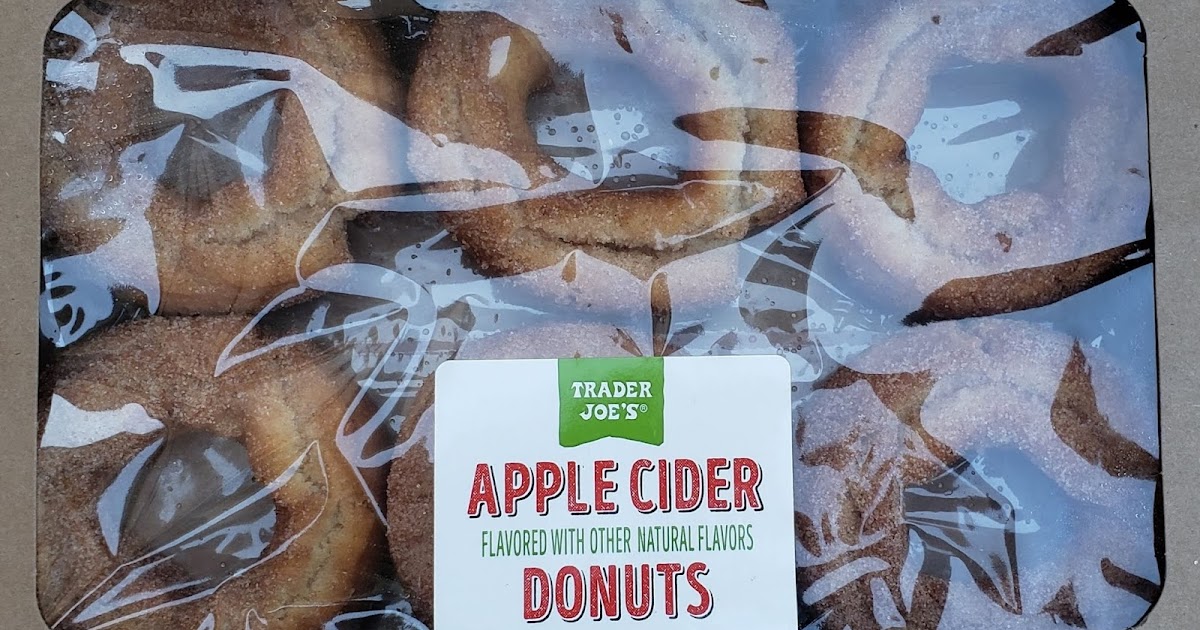 TRADER
JOE'S®
APPLE CIDER
FLAVORED WITH OTHER NATURAL FLAVORS
DONUTS